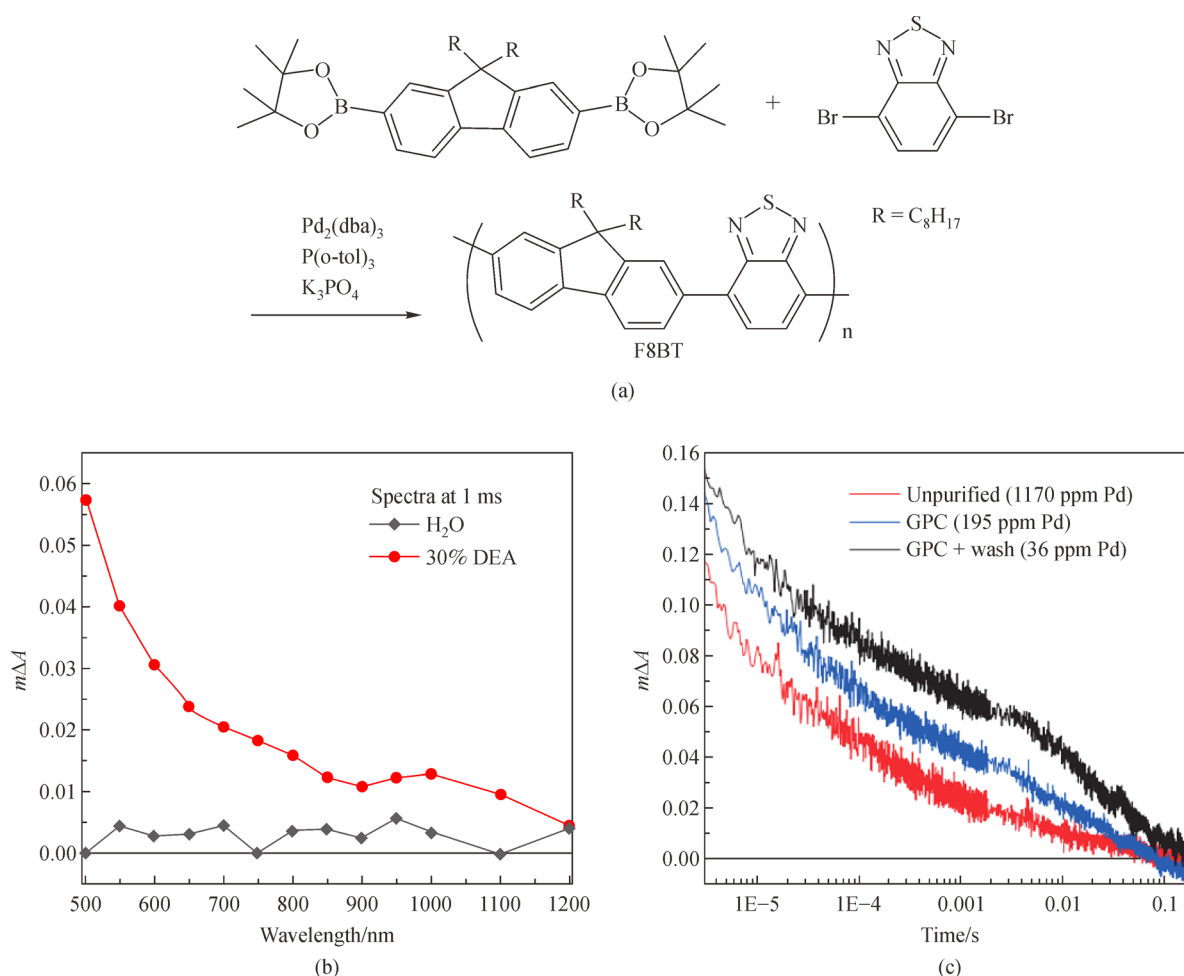 R
R
O
O
B
B
O
O
+
S
N
N
Br
Br
Pd₂(dba)₃
P(o-tol)₃
K₃PO₄
R
R
S
N
N
R = C₈H₁₇
n
F8BT
(a)
0.06
0.05
0.04
0.03
0.02
0.01
0.00
mΔA
Spectra at 1 ms
H₂O
30% DEA
500 600 700 800 900 1000 1100 1200
Wavelength/nm
(b)
0.16
0.14
0.12
0.10
0.08
0.06
0.04
0.02
0.00
mΔA
Unpurified (1170 ppm Pd)
GPC (195 ppm Pd)
GPC + wash (36 ppm Pd)
1E−5 1E−4 0.001 0.01 0.1
Time/s
(c)